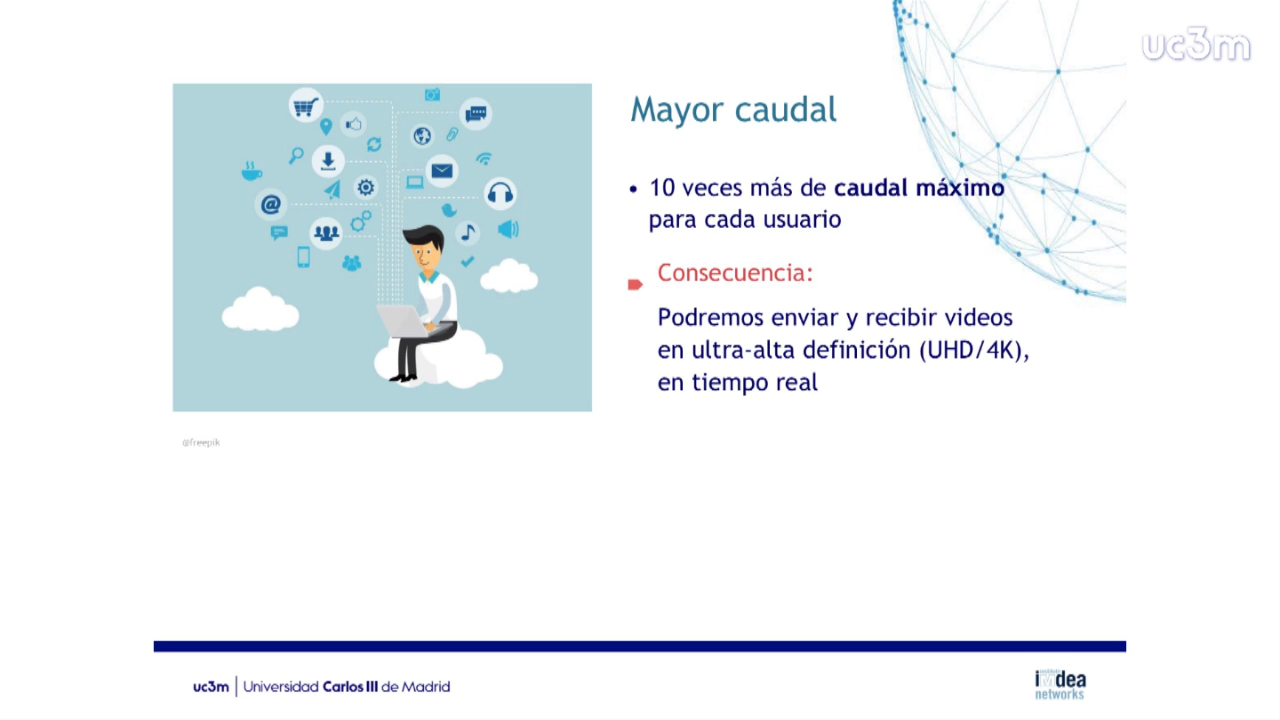 uc3m
Mayor caudal
• 10 veces más de caudal máximo
para cada usuario
Consecuencia:
Podremos enviar y recibir videos
en ultra-alta definición (UHD/4K),
en tiempo real
@freepik
uc3m | Universidad Carlos III de Madrid
institute
imdea
networks